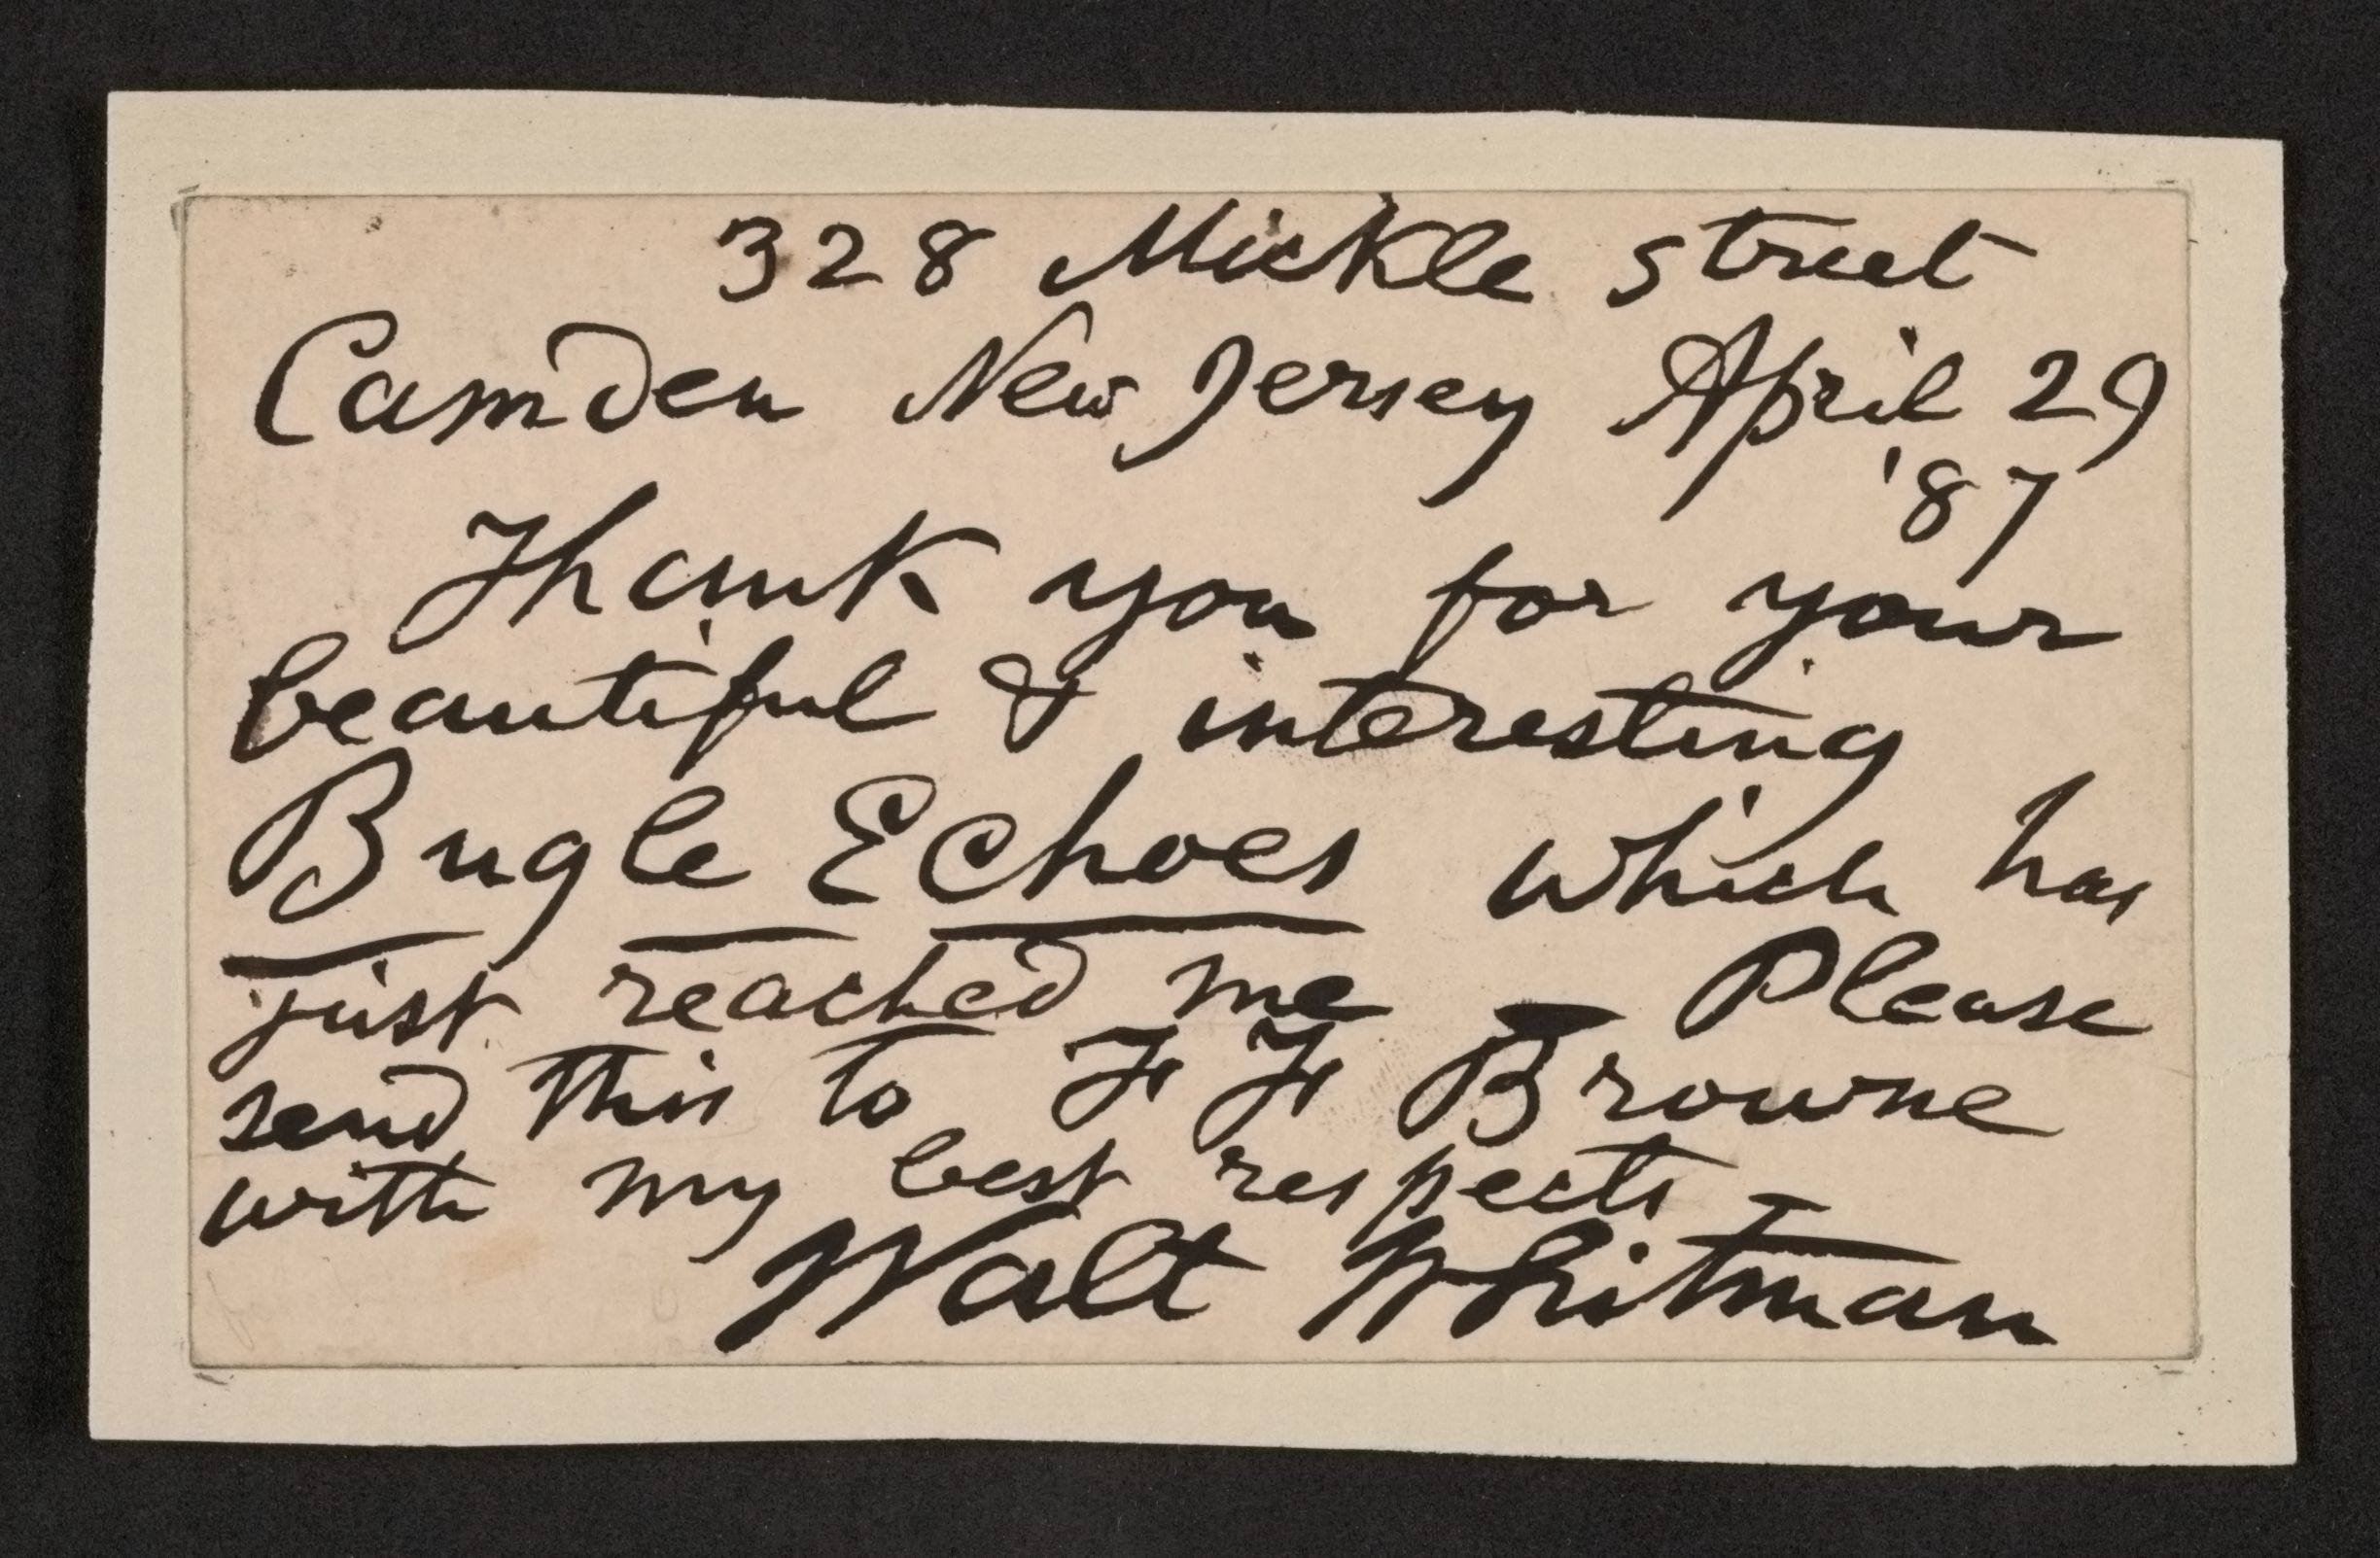 328 Mickle street
Camden New Jersey April 29
'87
Thank you for your
beautiful & interesting
Bugle Echoes which has
just reached me — Please
send this to F F Browne
with my best respects —
Walt Whitman